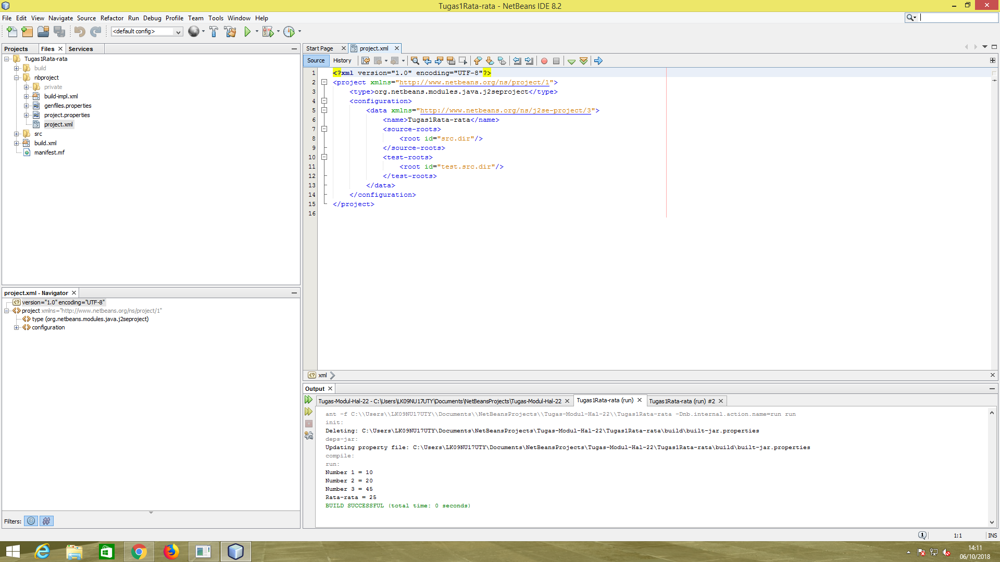 Tugas1Rata-rata - NetBeans IDE 8.2
File Edit View Navigate Source Refactor Run Debug Profile Team Tools Window Help
<default config>
Projects Files Services
Tugas1Rata-rata
build
nbproject
private
build-impl.xml
genfiles.properties
project.properties
project.xml
src
build.xml
manifest.mf
project.xml - Navigator
version="1.0" encoding="UTF-8"
project xmlns="http://www.netbeans.org/ns/project/1"
type (org.netbeans.modules.java.j2seproject)
configuration
Filters:
Start Page project.xml
Source History
1 <?xml version="1.0" encoding="UTF-8"?>
2 <project xmlns="http://www.netbeans.org/ns/project/1">
3 <type>org.netbeans.modules.java.j2seproject</type>
4 <configuration>
5 <data xmlns="http://www.netbeans.org/ns/j2se-project/3">
6 <name>Tugas1Rata-rata</name>
7 <source-roots>
8 <root id="src.dir"/>
9 </source-roots>
10 <test-roots>
11 <root id="test.src.dir"/>
12 </test-roots>
13 </data>
14 </configuration>
15 </project>
16
xml
Output
Tugas-Modul-Hal-22 - C:\Users\LK09NU17UTY\Documents\NetBeansProjects\Tugas-Modul-Hal-22 Tugas1Rata-rata (run) Tugas1Rata-rata (run) #2
ant -f C:\\Users\\LK09NU17UTY\\Documents\\NetBeansProjects\\Tugas-Modul-Hal-22\\Tugas1Rata-rata -Dnb.internal.action.name=run run
init:
Deleting: C:\Users\LK09NU17UTY\Documents\NetBeansProjects\Tugas-Modul-Hal-22\Tugas1Rata-rata\build\built-jar.properties
deps-jar:
Updating property file: C:\Users\LK09NU17UTY\Documents\NetBeansProjects\Tugas-Modul-Hal-22\Tugas1Rata-rata\build\built-jar.properties
compile:
run:
Number 1 = 10
Number 2 = 20
Number 3 = 45
Rata-rata = 25
BUILD SUCCESSFUL (total time: 0 seconds)
1 1:1 INS
14:11
06/10/2018